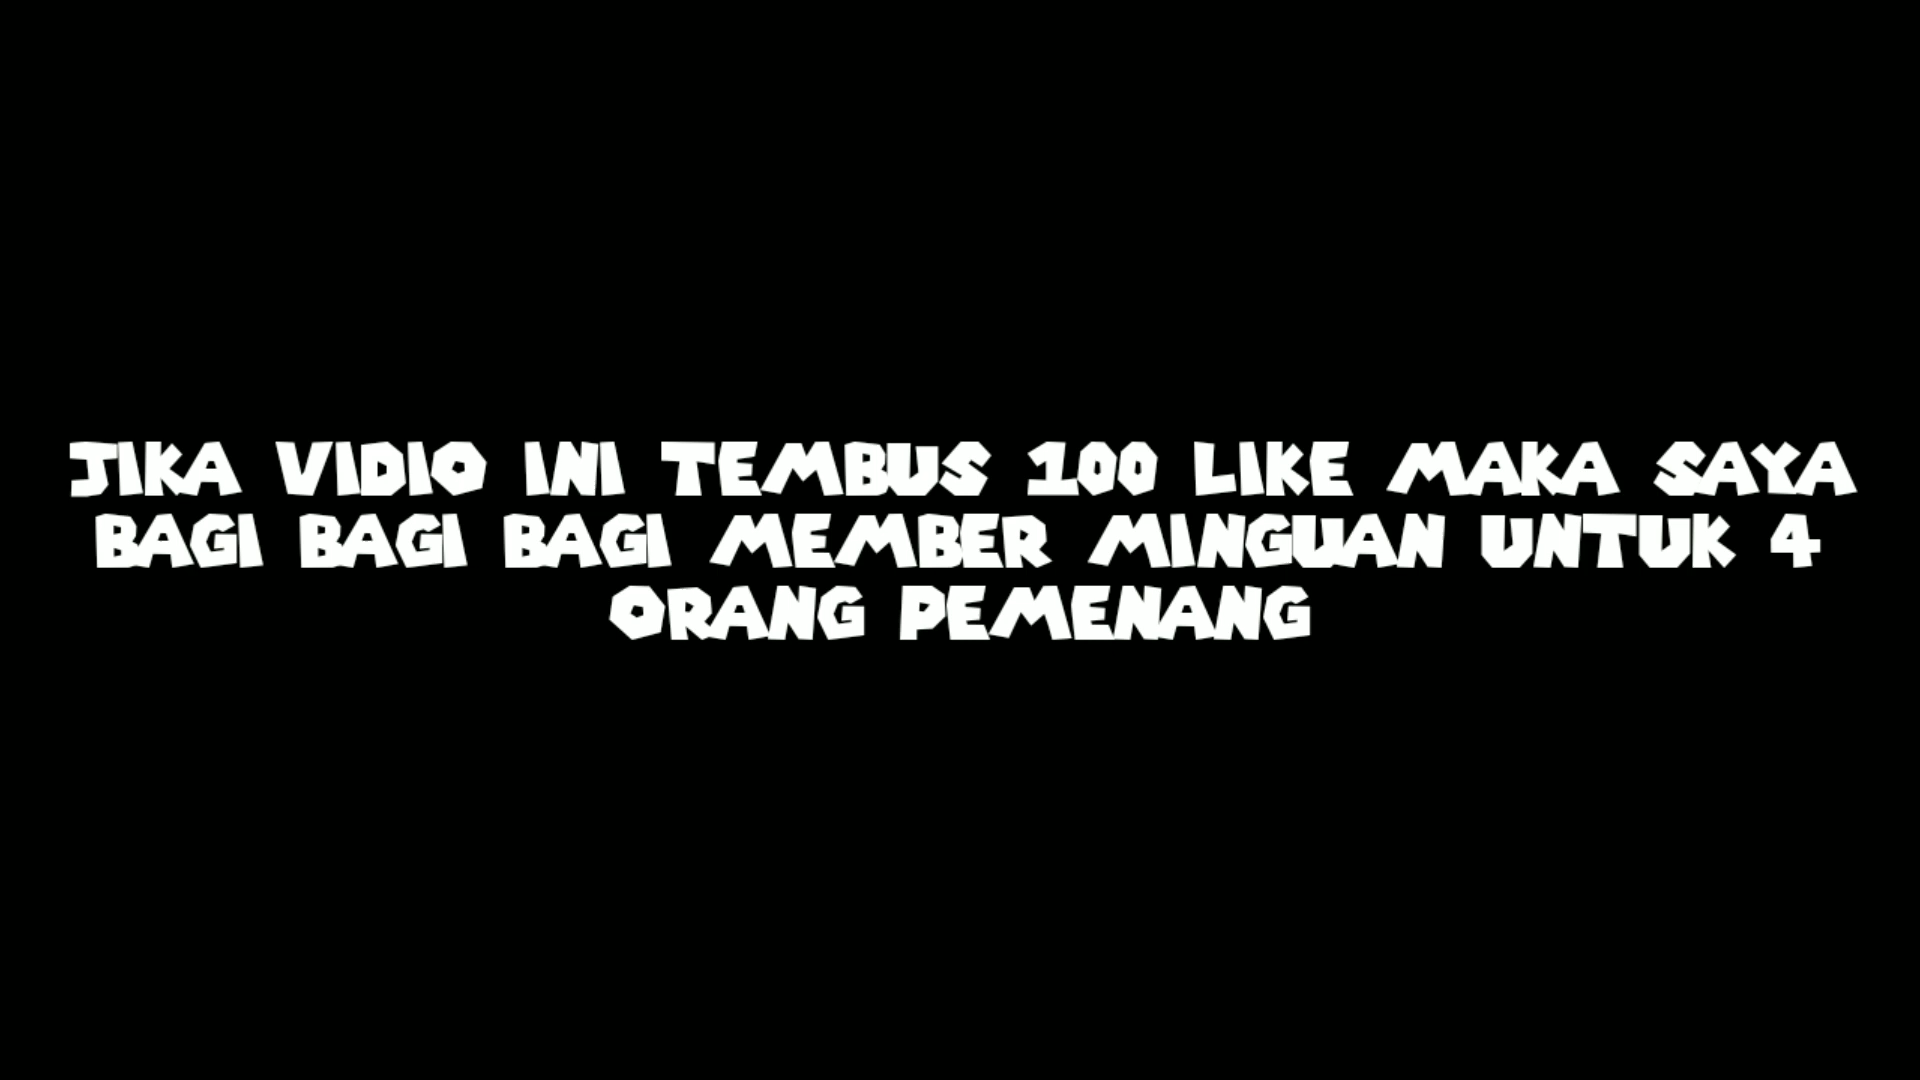 JIKA VIDIO INI TEMBUS 100 LIKE MAKA SAYA
BAGI BAGI BAGI MEMBER MINGUAN UNTUK 4
ORANG PEMENANG